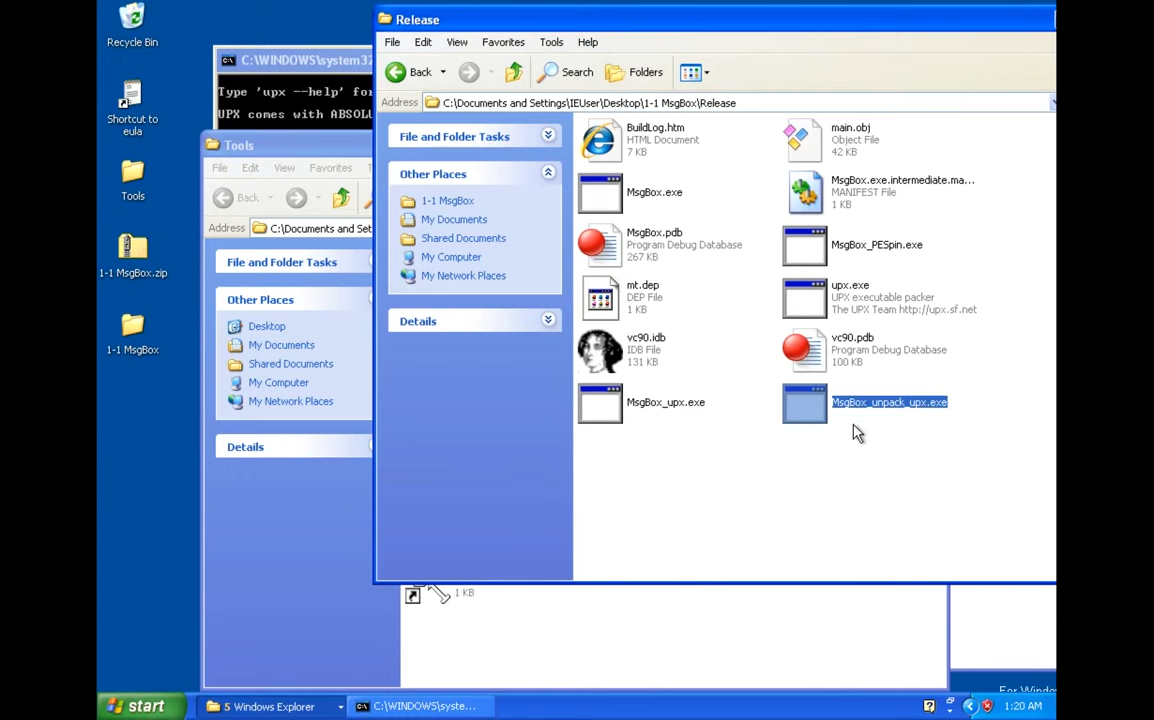 Recycle Bin
Shortcut to
eula
Tools
1-1 MsgBox.zip
1-1 MsgBox
C:\WINDOWS\system32
Type 'upx --help' for
UPX comes with ABSOLU
Tools
File Edit View Favorites
Back
Address C:\Documents and Set
File and Folder Tasks
Other Places
Desktop
My Documents
Shared Documents
My Computer
My Network Places
Details
Release
File Edit View Favorites Tools Help
Back Search Folders
Address C:\Documents and Settings\IEUser\Desktop\1-1 MsgBox\Release
File and Folder Tasks
Other Places
1-1 MsgBox
My Documents
Shared Documents
My Computer
My Network Places
Details
BuildLog.htm
HTML Document
7 KB
main.obj
Object File
42 KB
MsgBox.exe
MsgBox.exe.intermediate.ma...
MANIFEST File
1 KB
MsgBox.pdb
Program Debug Database
267 KB
MsgBox_PESpin.exe
mt.dep
DEP File
1 KB
upx.exe
UPX executable packer
The UPX Team http://upx.sf.net
vc90.idb
IDB File
131 KB
vc90.pdb
Program Debug Database
100 KB
MsgBox_upx.exe
MsgBox_unpack_upx.exe
1 KB
For Window
start
5 Windows Explorer
C:\WINDOWS\syste...
1:20 AM